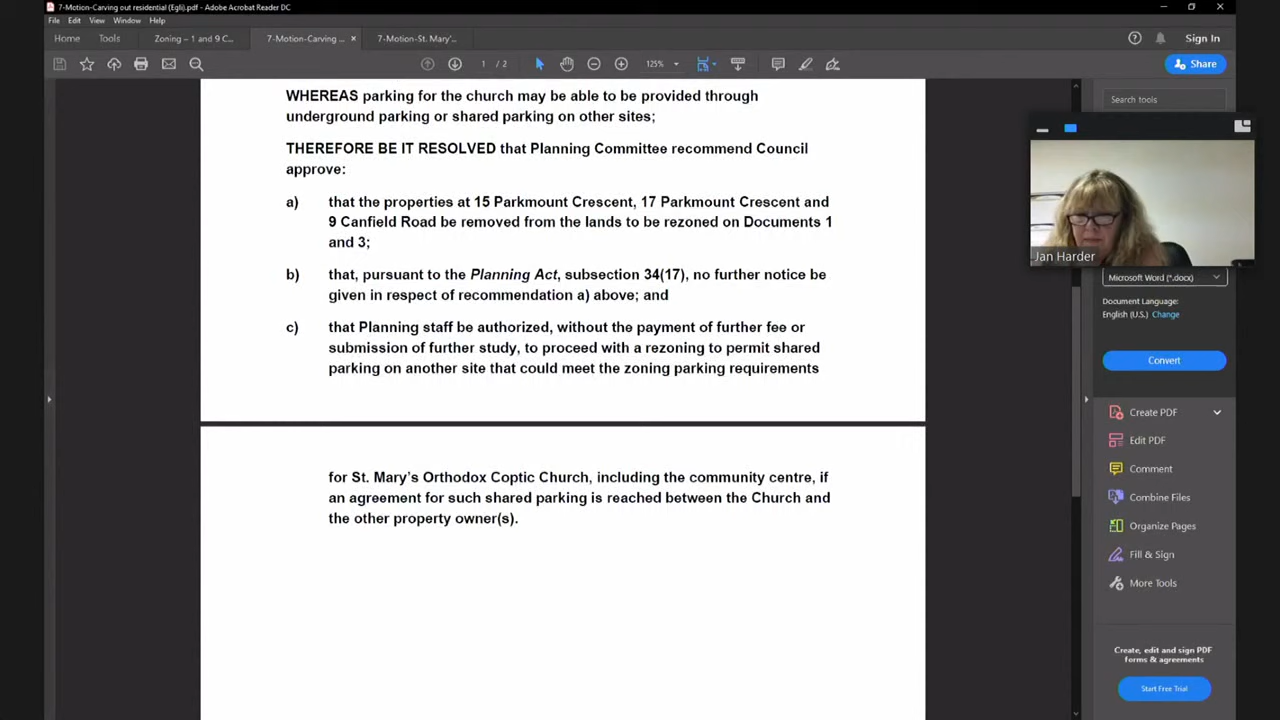 7-Motion-Carving out residential (Egli).pdf - Adobe Acrobat Reader DC
File Edit View Window Help
Home Tools Zoning – 1 and 9 C... 7-Motion-Carving ... × 7-Motion-St. Mary'... Sign In
1 / 2 125% Share
WHEREAS parking for the church may be able to be provided through
underground parking or shared parking on other sites;
THEREFORE BE IT RESOLVED that Planning Committee recommend Council
approve:
a) that the properties at 15 Parkmount Crescent, 17 Parkmount Crescent and
9 Canfield Road be removed from the lands to be rezoned on Documents 1
and 3;
b) that, pursuant to the Planning Act, subsection 34(17), no further notice be
given in respect of recommendation a) above; and
c) that Planning staff be authorized, without the payment of further fee or
submission of further study, to proceed with a rezoning to permit shared
parking on another site that could meet the zoning parking requirements
for St. Mary's Orthodox Coptic Church, including the community centre, if
an agreement for such shared parking is reached between the Church and
the other property owner(s).
Search tools
Jan Harder
Microsoft Word (*.docx)
Document Language:
English (U.S.) Change
Convert
Create PDF
Edit PDF
Comment
Combine Files
Organize Pages
Fill & Sign
More Tools
Create, edit and sign PDF
forms & agreements
Start Free Trial